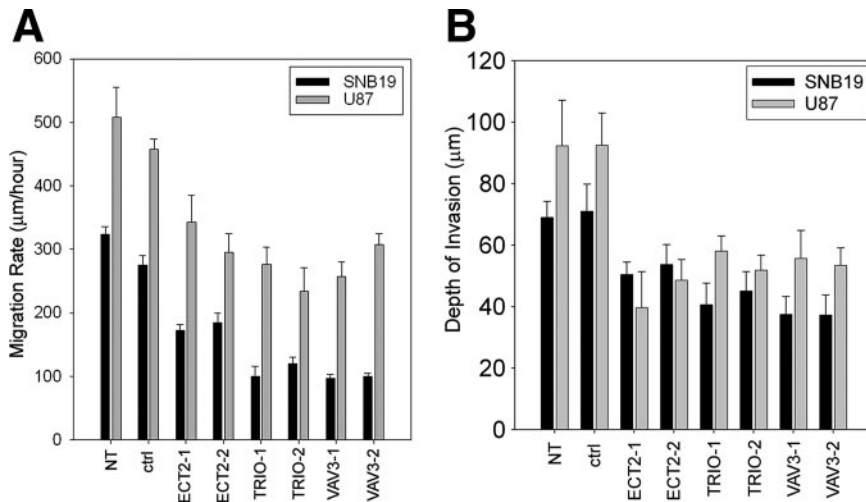 A
Migration Rate (µm/hour)
600
500
400
300
200
100
0
SNB19
U87
NT
ctrl
ECT2-1
ECT2-2
TRIO-1
TRIO-2
VAV3-1
VAV3-2
B
Depth of Invasion (µm)
120
100
80
60
40
20
0
SNB19
U87
NT
ctrl
ECT2-1
ECT2-2
TRIO-1
TRIO-2
VAV3-1
VAV3-2